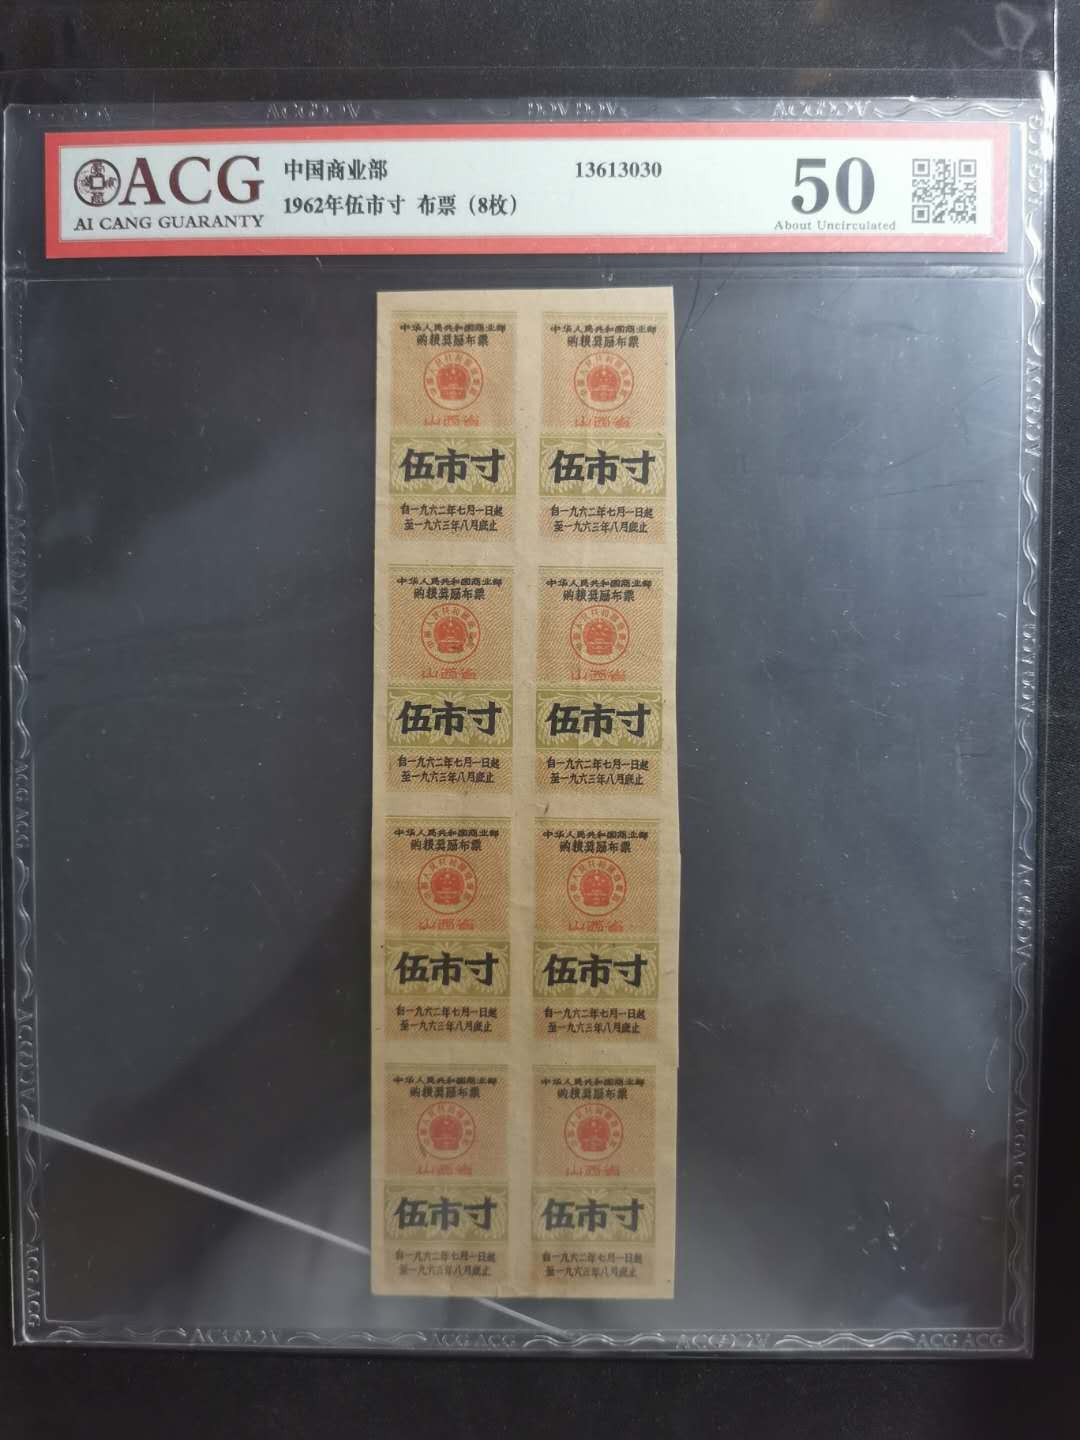 ACG
AI CANG GUARANTY
中国商业部
1962年伍市寸 布票（8枚）
13613030
50
About Uncirculated
中华人民共和国商业部 中华人民共和国商业部
购粮奖励布票 购粮奖励布票
山西省 山西省
伍市寸 伍市寸
自一九六二年七月一日起 自一九六二年七月一日起
至一九六三年八月底止 至一九六三年八月底止
中华人民共和国商业部 中华人民共和国商业部
购粮奖励布票 购粮奖励布票
山西省 山西省
伍市寸 伍市寸
自一九六二年七月一日起 自一九六二年七月一日起
至一九六三年八月底止 至一九六三年八月底止
中华人民共和国商业部 中华人民共和国商业部
购粮奖励布票 购粮奖励布票
山西省 山西省
伍市寸 伍市寸
自一九六二年七月一日起 自一九六二年七月一日起
至一九六三年八月底止 至一九六三年八月底止
中华人民共和国商业部 中华人民共和国商业部
购粮奖励布票 购粮奖励布票
山西省 山西省
伍市寸 伍市寸
自一九六二年七月一日起 自一九六二年七月一日起
至一九六三年八月底止 至一九六三年八月底止
ACG ACG
ACG ACG